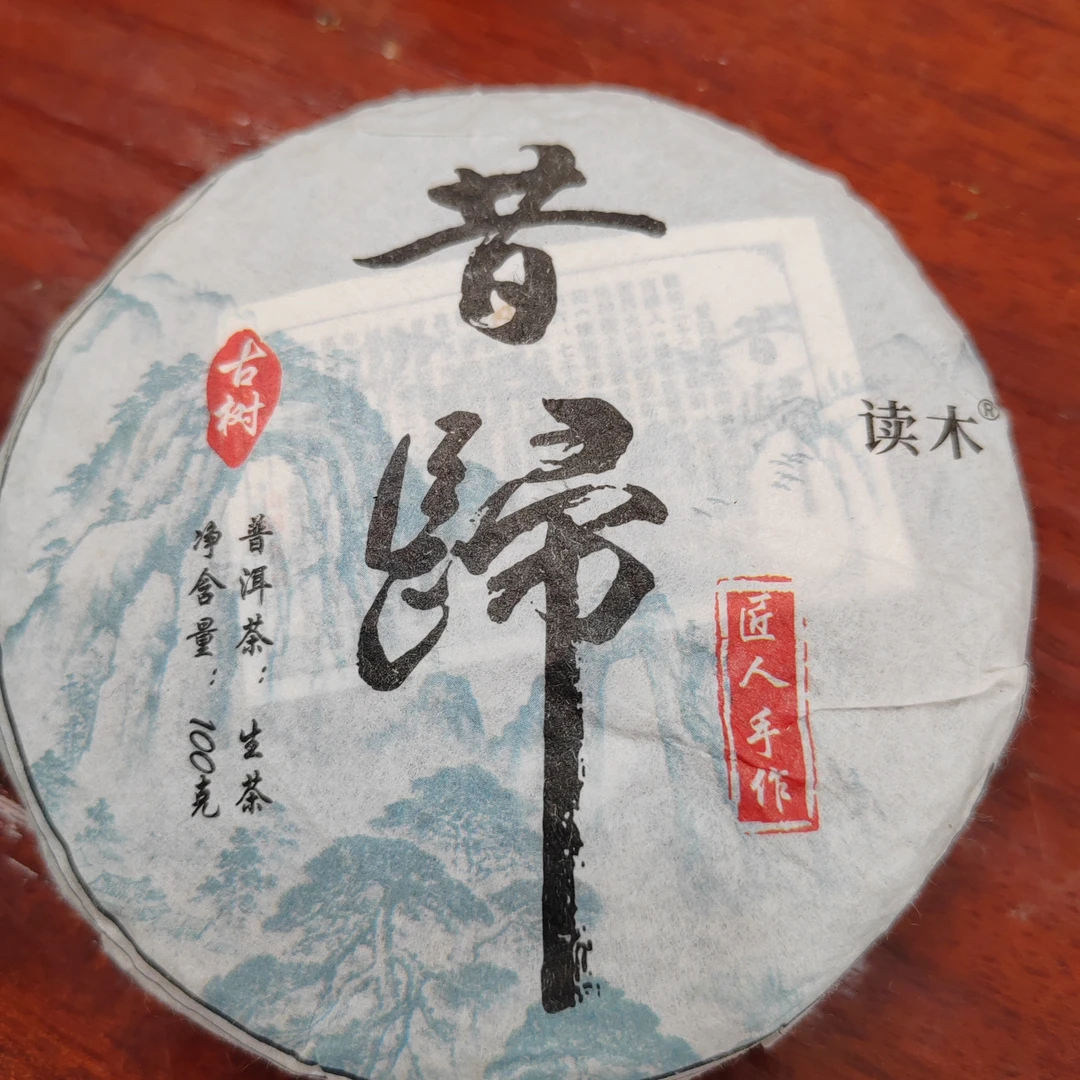 昔歸
古树
读木®
普洱茶：生茶
净含量：100克
匠人手作